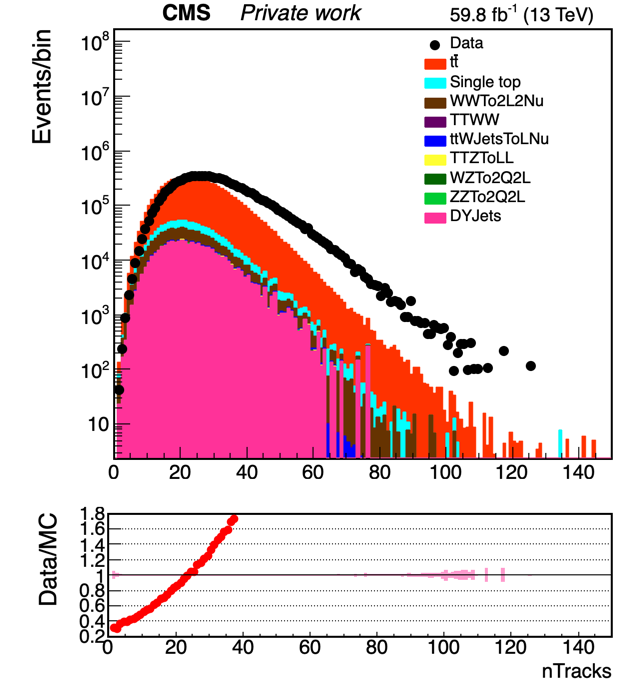 CMS Private work 59.8 fb⁻¹ (13 TeV)
Events/bin
10⁸
10⁷
10⁶
10⁵
10⁴
10³
10²
10
Data
tt̄
Single top
WWTo2L2Nu
TTWW
ttWJetsToLNu
TTZToLL
WZTo2Q2L
ZZTo2Q2L
DYJets
0 20 40 60 80 100 120 140
Data/MC
1.8
1.6
1.4
1.2
1
0.8
0.6
0.4
0.2
0 20 40 60 80 100 120 140
nTracks